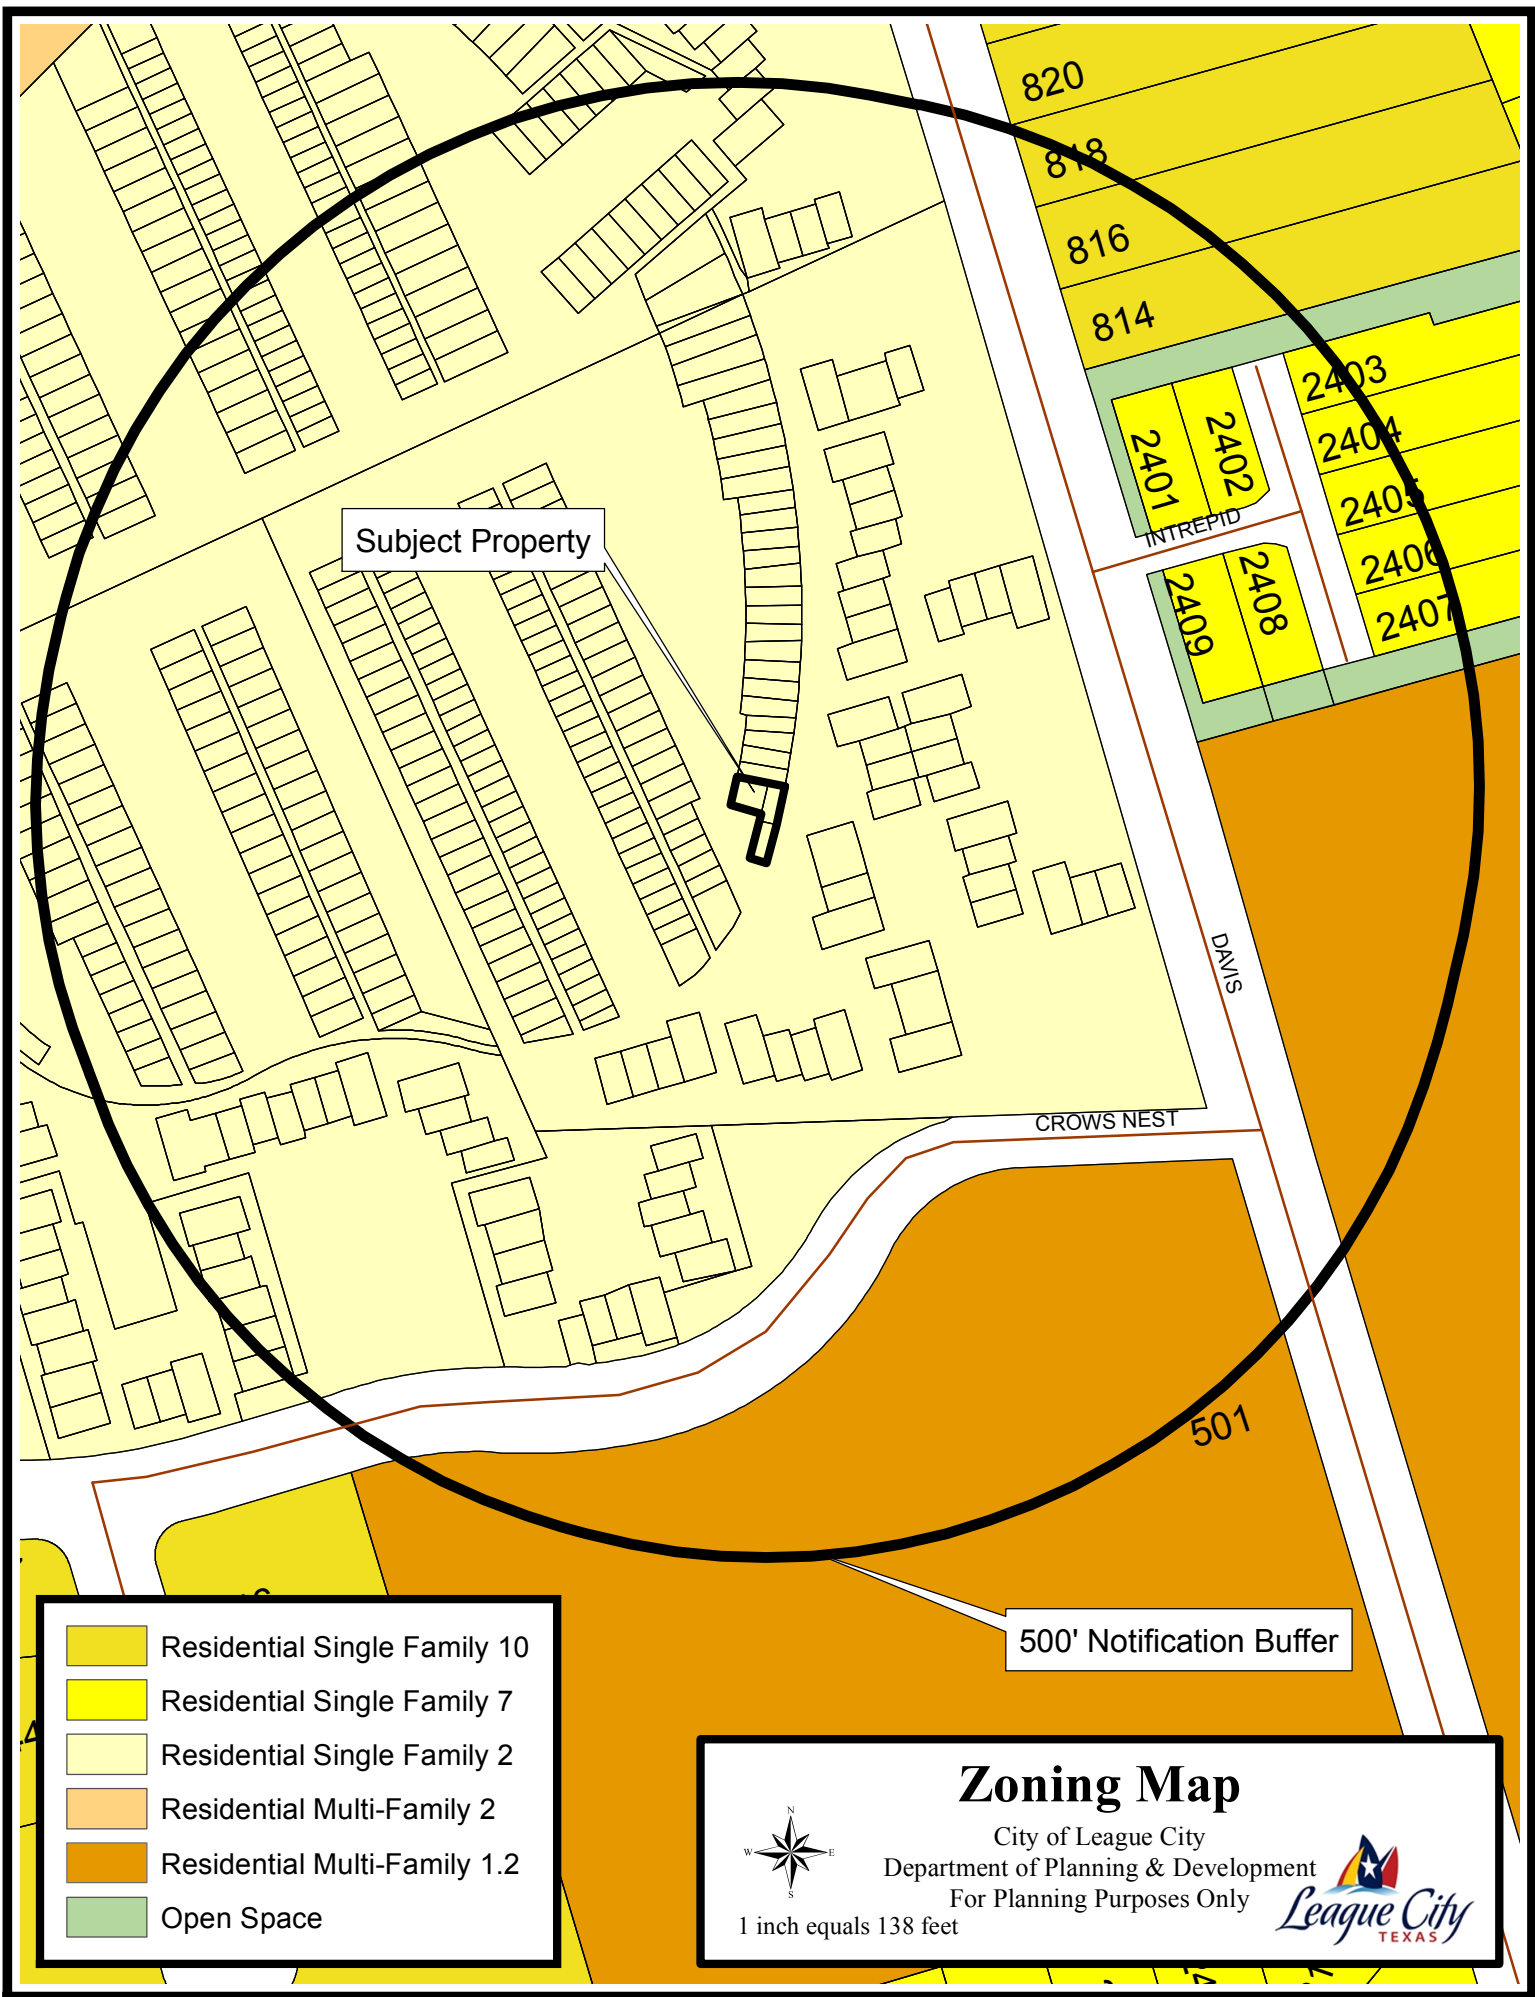 820
818
816
814
2403
2404
2405
2406
2407
2401
2402
INTREPID
2409
2408
Subject Property
DAVIS
CROWS NEST
501
500' Notification Buffer
Residential Single Family 10
Residential Single Family 7
Residential Single Family 2
Residential Multi-Family 2
Residential Multi-Family 1.2
Open Space
Zoning Map
City of League City
Department of Planning & Development
For Planning Purposes Only
1 inch equals 138 feet
N
W
E
S
League City
TEXAS